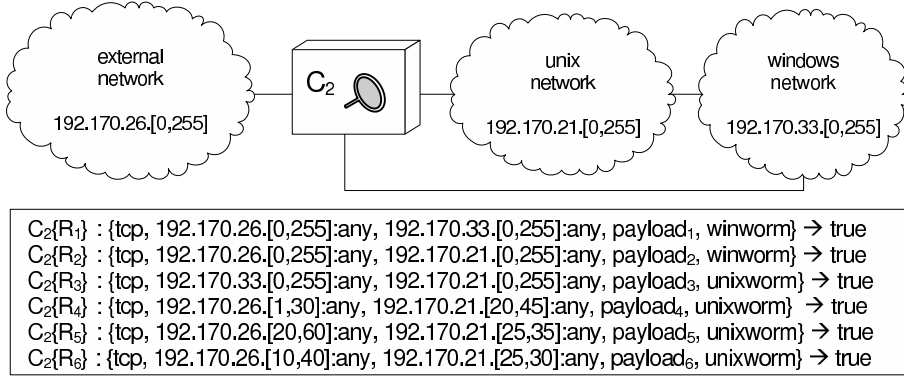 external
network
192.170.26.[0,255]
C₂
unix
network
192.170.21.[0,255]
windows
network
192.170.33.[0,255]
C₂{R₁} : {tcp, 192.170.26.[0,255]:any, 192.170.33.[0,255]:any, payload₁, winworm} → true
C₂{R₂} : {tcp, 192.170.26.[0,255]:any, 192.170.21.[0,255]:any, payload₂, winworm} → true
C₂{R₃} : {tcp, 192.170.33.[0,255]:any, 192.170.21.[0,255]:any, payload₃, unixworm} → true
C₂{R₄} : {tcp, 192.170.26.[1,30]:any, 192.170.21.[20,45]:any, payload₄, unixworm} → true
C₂{R₅} : {tcp, 192.170.26.[20,60]:any, 192.170.21.[25,35]:any, payload₅, unixworm} → true
C₂{R₆} : {tcp, 192.170.26.[10,40]:any, 192.170.21.[25,30]:any, payload₆, unixworm} → true